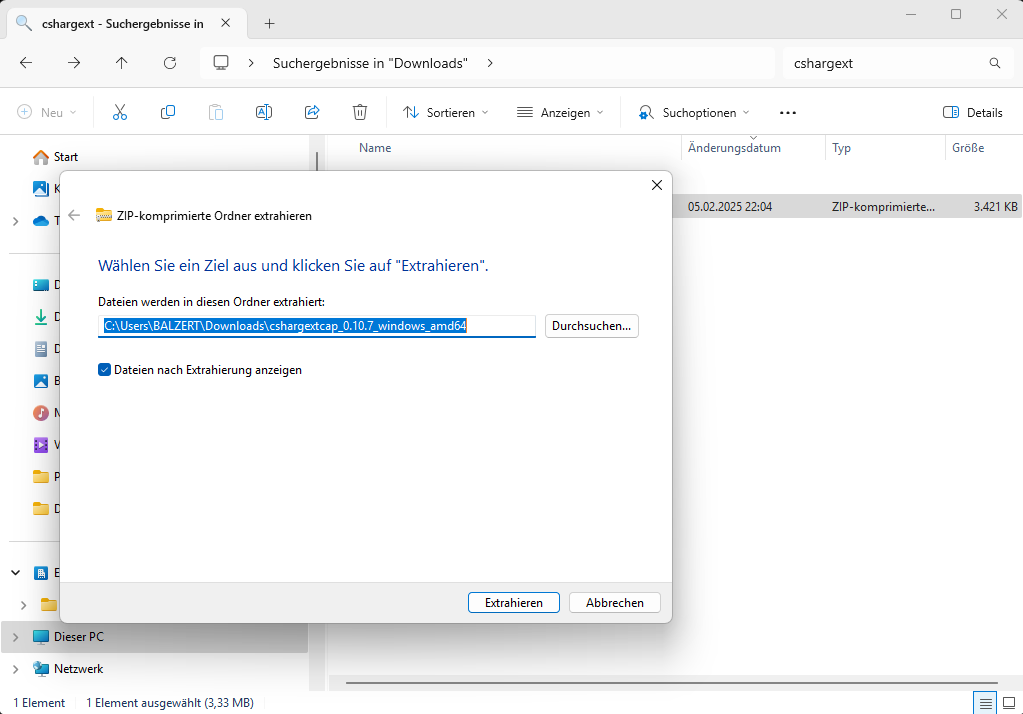 cshargext - Suchergebnisse in
Suchergebnisse in "Downloads"
cshargext
Neu
Sortieren
Anzeigen
Suchoptionen
Details
Name
Änderungsdatum
Typ
Größe
Start
05.02.2025 22:04
ZIP-komprimierte...
3.421 KB
ZIP-komprimierte Ordner extrahieren
Wählen Sie ein Ziel aus und klicken Sie auf "Extrahieren".
Dateien werden in diesen Ordner extrahiert:
C:\Users\BALZERT\Downloads\cshargextcap_0.10.7_windows_amd64
Durchsuchen...
Dateien nach Extrahierung anzeigen
Extrahieren
Abbrechen
Dieser PC
Netzwerk
1 Element
1 Element ausgewählt (3,33 MB)